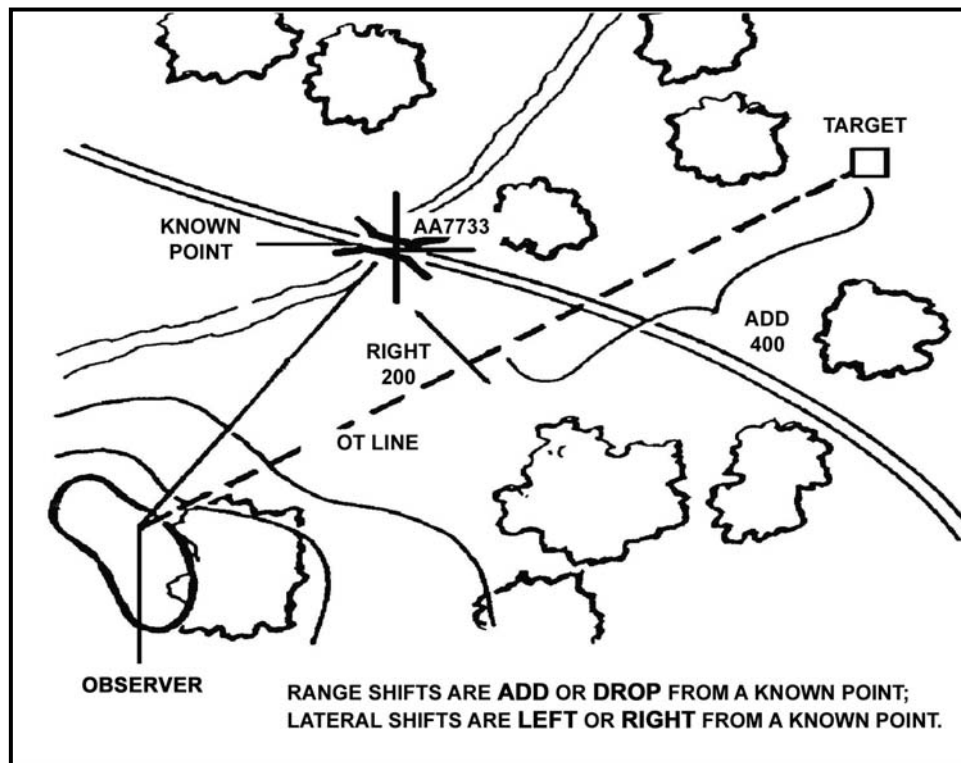 TARGET
KNOWN
POINT
AA7733
RIGHT
200
ADD
400
OT LINE
OBSERVER
RANGE SHIFTS ARE ADD OR DROP FROM A KNOWN POINT;
LATERAL SHIFTS ARE LEFT OR RIGHT FROM A KNOWN POINT.